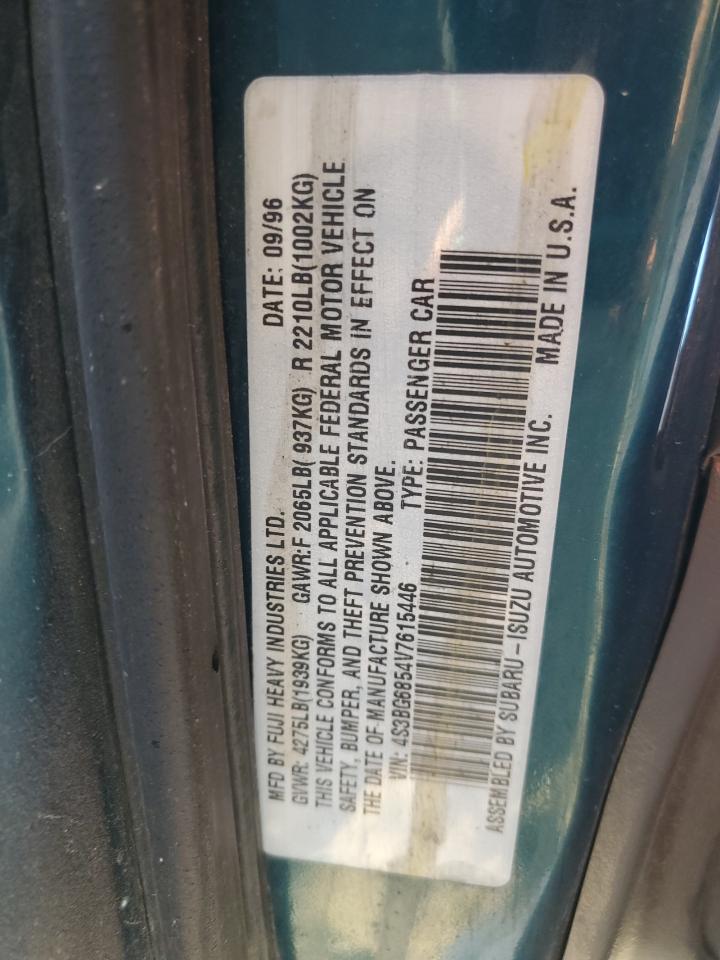 MFD BY FUJI HEAVY INDUSTRIES LTD. DATE: 09/96
GVWR: 4275LB(1939KG) GAWR:F 2065LB( 937KG) R 2210LB(1002KG)
THIS VEHICLE CONFORMS TO ALL APPLICABLE FEDERAL MOTOR VEHICLE
SAFETY, BUMPER, AND THEFT PREVENTION STANDARDS IN EFFECT ON
THE DATE OF MANUFACTURE SHOWN ABOVE.
VIN: 4S3BG6854V7615446 TYPE: PASSENGER CAR
ASSEMBLED BY SUBARU-ISUZU AUTOMOTIVE INC. MADE IN U.S.A.